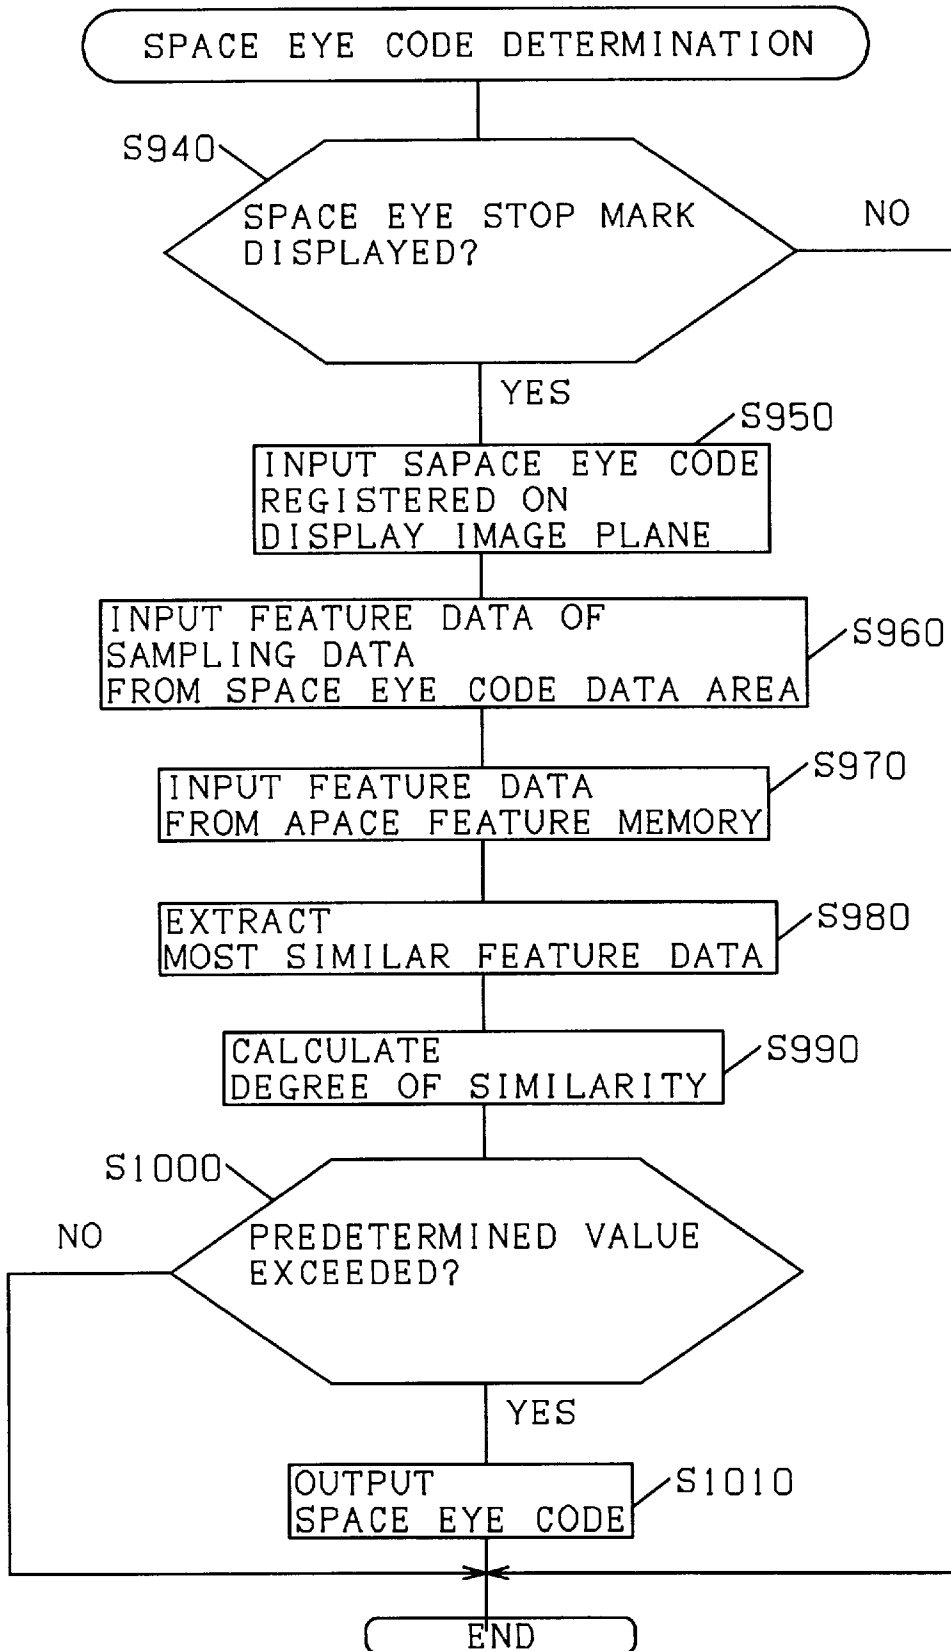 SPACE EYE CODE DETERMINATION
S940
SPACE EYE STOP MARK
DISPLAYED?
NO
YES
S950
INPUT SAPACE EYE CODE
REGISTERED ON
DISPLAY IMAGE PLANE
INPUT FEATURE DATA OF
SAMPLING DATA
FROM SPACE EYE CODE DATA AREA
S960
INPUT FEATURE DATA
FROM APACE FEATURE MEMORY
S970
EXTRACT
MOST SIMILAR FEATURE DATA
S980
CALCULATE
DEGREE OF SIMILARITY
S990
S1000
NO
PREDETERMINED VALUE
EXCEEDED?
YES
OUTPUT
SPACE EYE CODE
S1010
END